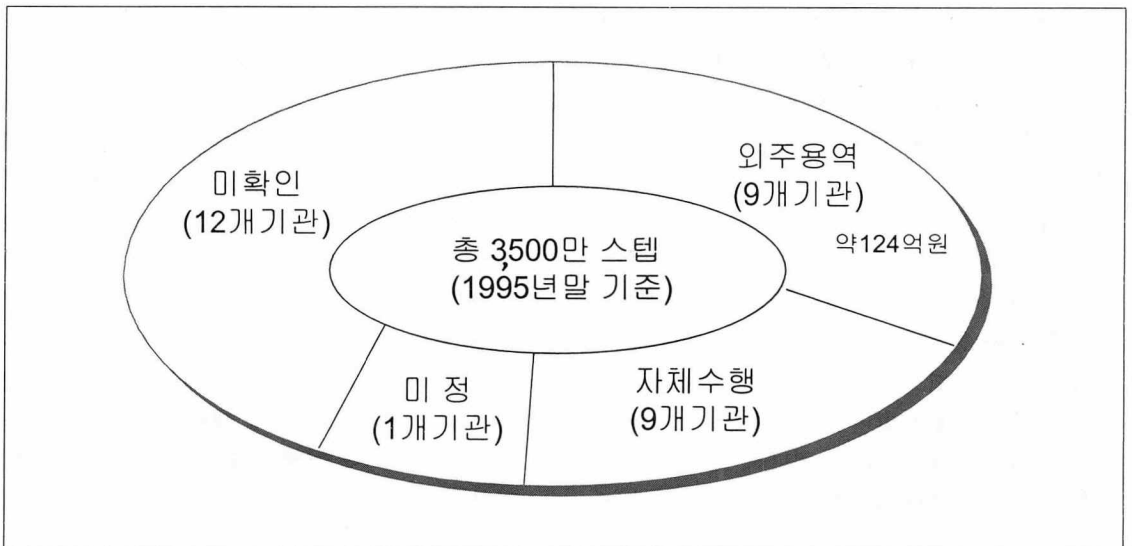 미확인
(12개기관)
외주용역
(9개기관)
약124억원
총 3,500만 스텝
(1995년말 기준)
미 정
(1개기관)
자체수행
(9개기관)